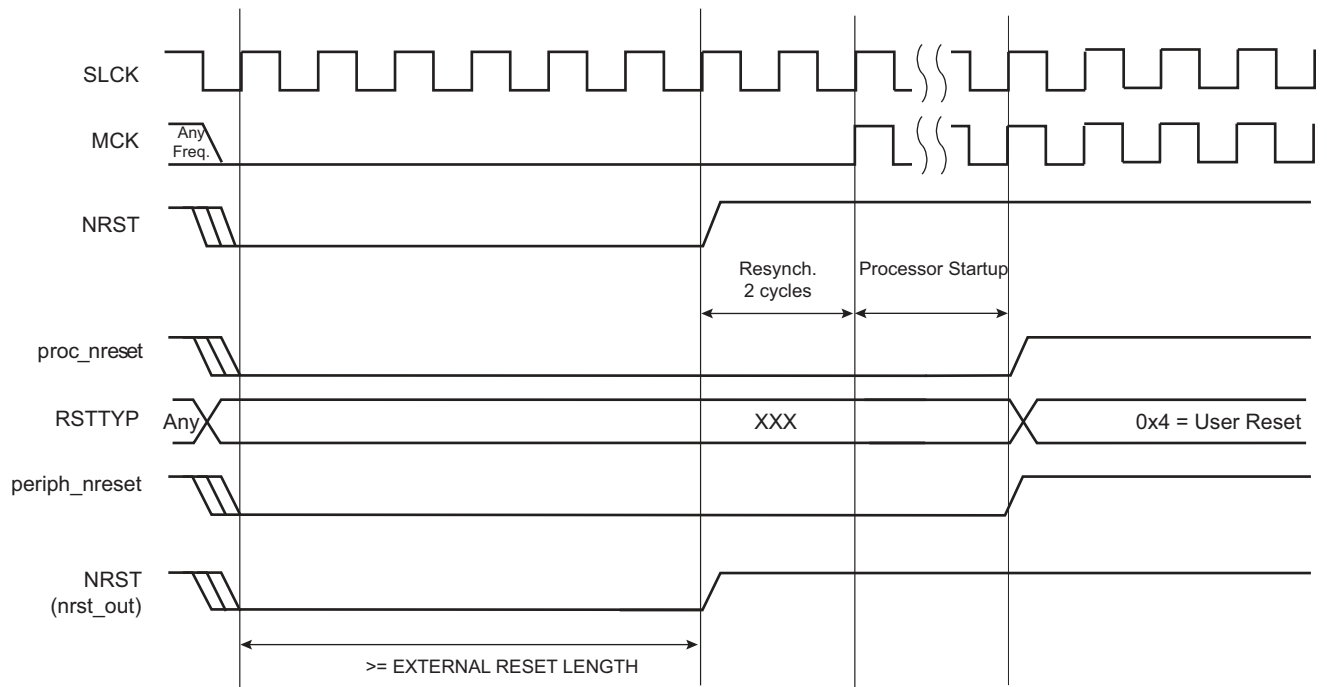 SLCK
MCK
Any
Freq.
NRST
Resynch.
2 cycles
Processor Startup
proc_nreset
RSTTYP
Any
XXX
0x4 = User Reset
periph_nreset
NRST
(nrst_out)
>= EXTERNAL RESET LENGTH